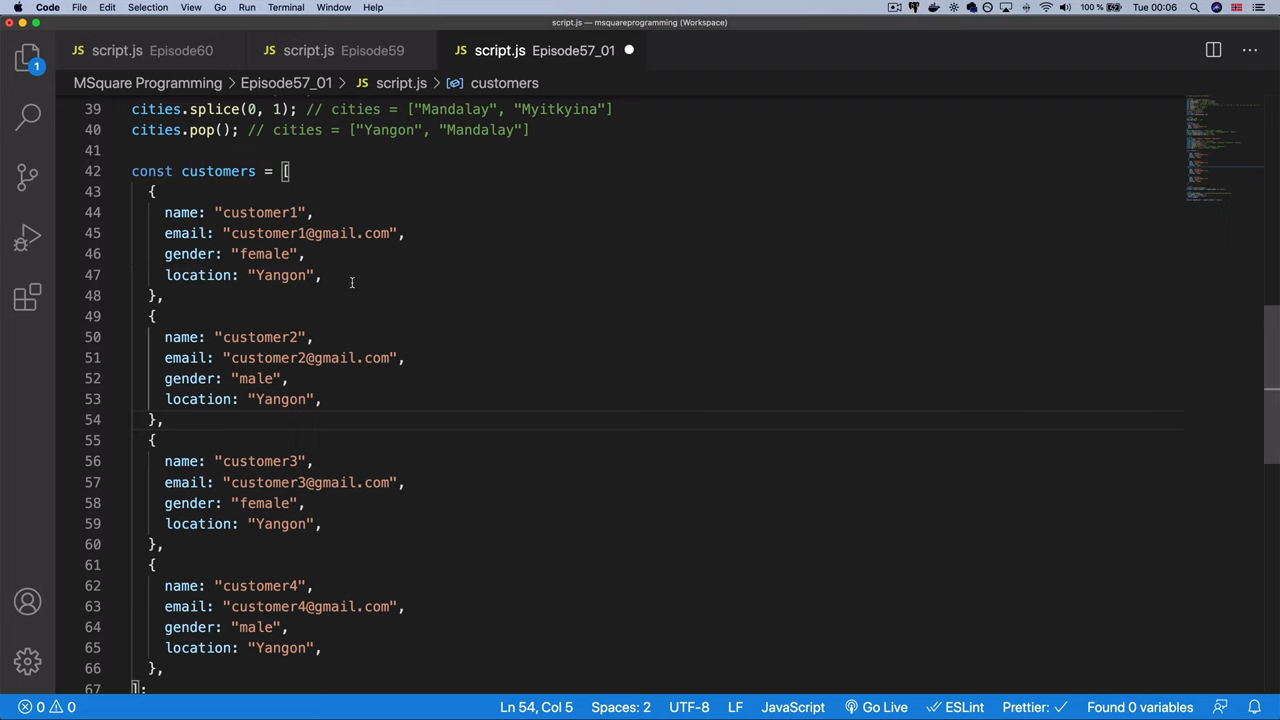 Code File Edit Selection View Go Run Terminal Window Help 100 % Tue 00:06
script.js — msquareprogramming (Workspace)
JS script.js Episode60 JS script.js Episode59 JS script.js Episode57_01
MSquare Programming > Episode57_01 > JS script.js > customers
1
39 cities.splice(0, 1); // cities = ["Mandalay", "Myitkyina"]
40 cities.pop(); // cities = ["Yangon", "Mandalay"]
41
42 const customers = [
43 {
44 name: "customer1",
45 email: "customer1@gmail.com",
46 gender: "female",
47 location: "Yangon",
48 },
49 {
50 name: "customer2",
51 email: "customer2@gmail.com",
52 gender: "male",
53 location: "Yangon",
54 },
55 {
56 name: "customer3",
57 email: "customer3@gmail.com",
58 gender: "female",
59 location: "Yangon",
60 },
61 {
62 name: "customer4",
63 email: "customer4@gmail.com",
64 gender: "male",
65 location: "Yangon",
66 },
67 ];
0 0 Ln 54, Col 5 Spaces: 2 UTF-8 LF JavaScript Go Live ESLint Prettier: Found 0 variables